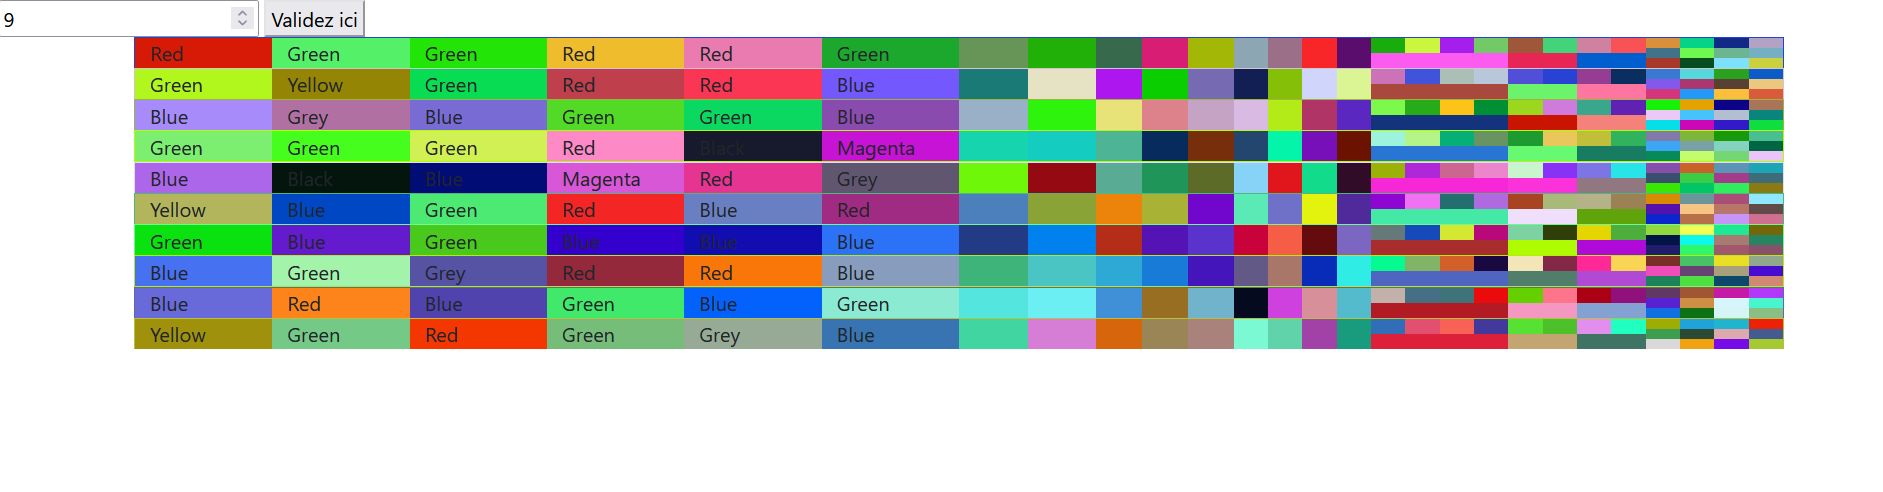 9 Validez ici
Red Green Green Red Red Green
Green Yellow Green Red Red Blue
Blue Grey Blue Green Green Blue
Green Green Green Red Black Magenta
Blue Black Blue Magenta Red Grey
Yellow Blue Green Red Blue Red
Green Blue Green Blue Blue Blue
Blue Green Grey Red Red Blue
Blue Red Blue Green Blue Green
Yellow Green Red Green Grey Blue